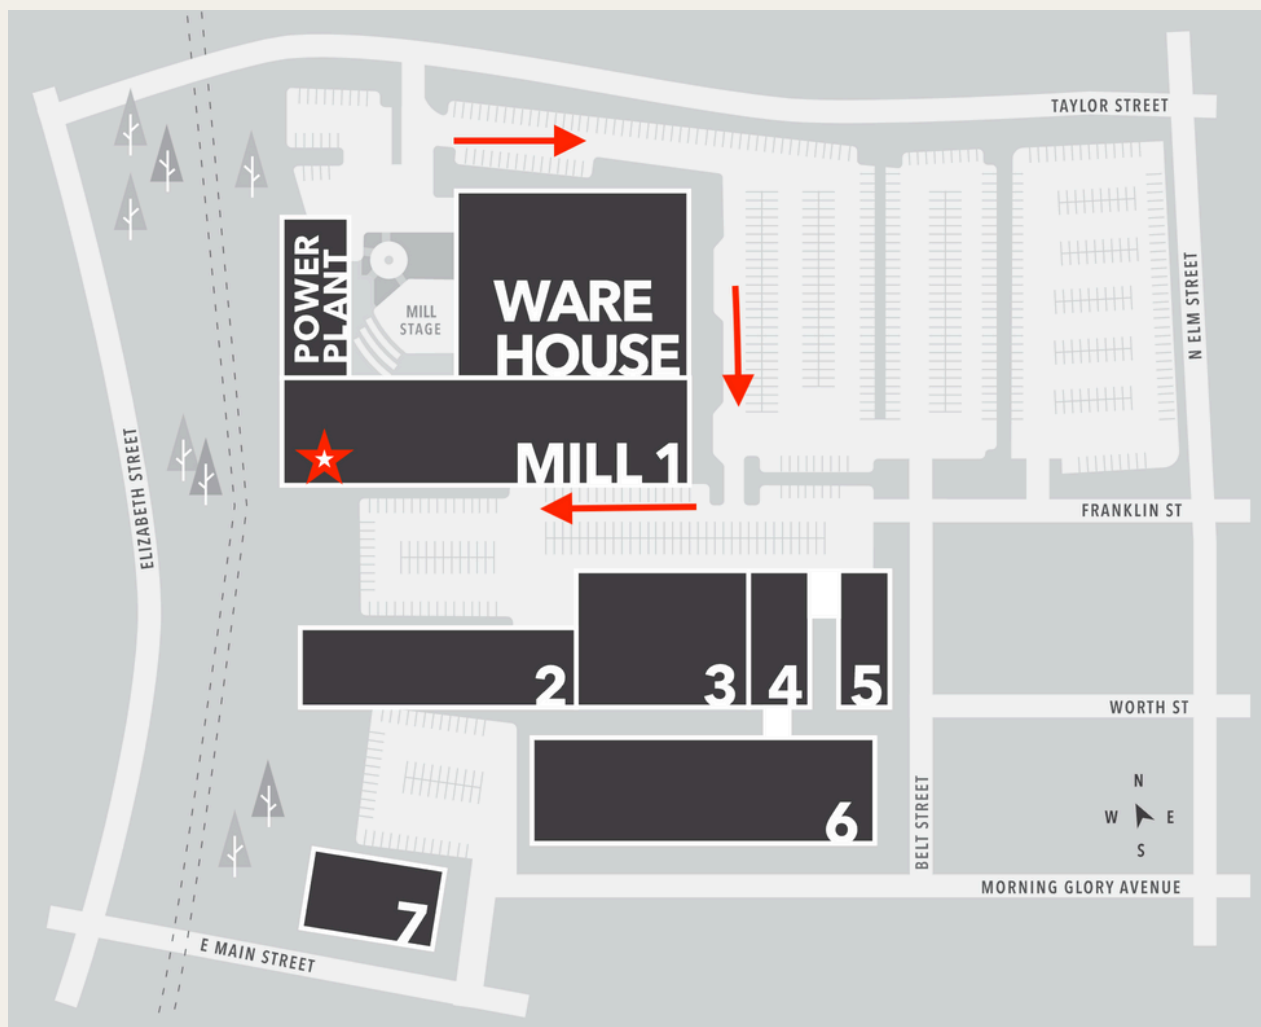 TAYLOR STREET
POWER
PLANT
MILL
STAGE
WARE
HOUSE
N ELM STREET
MILL 1
ELIZABETH STREET
FRANKLIN ST
2
3
4
5
WORTH ST
N
W E
S
BELT STREET
6
MORNING GLORY AVENUE
7
E MAIN STREET